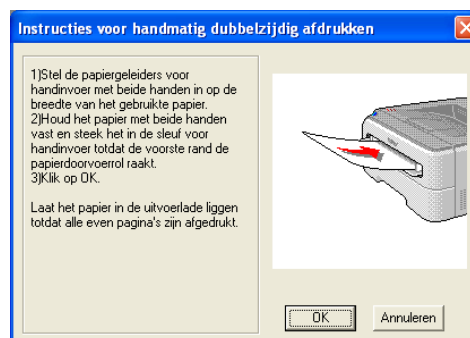 Instructies voor handmatig dubbelzijdig afdrukken
1)Stel de papiergeleiders voor
handinvoer met beide handen in op de
breedte van het gebruikte papier.
2)Houd het papier met beide handen
vast en steek het in de sleuf voor
handinvoer totdat de voorste rand de
papierdoorvoerrol raakt.
3)Klik op OK.
Laat het papier in de uitvoerlade liggen
totdat alle even pagina's zijn afgedrukt.
OK
Annuleren